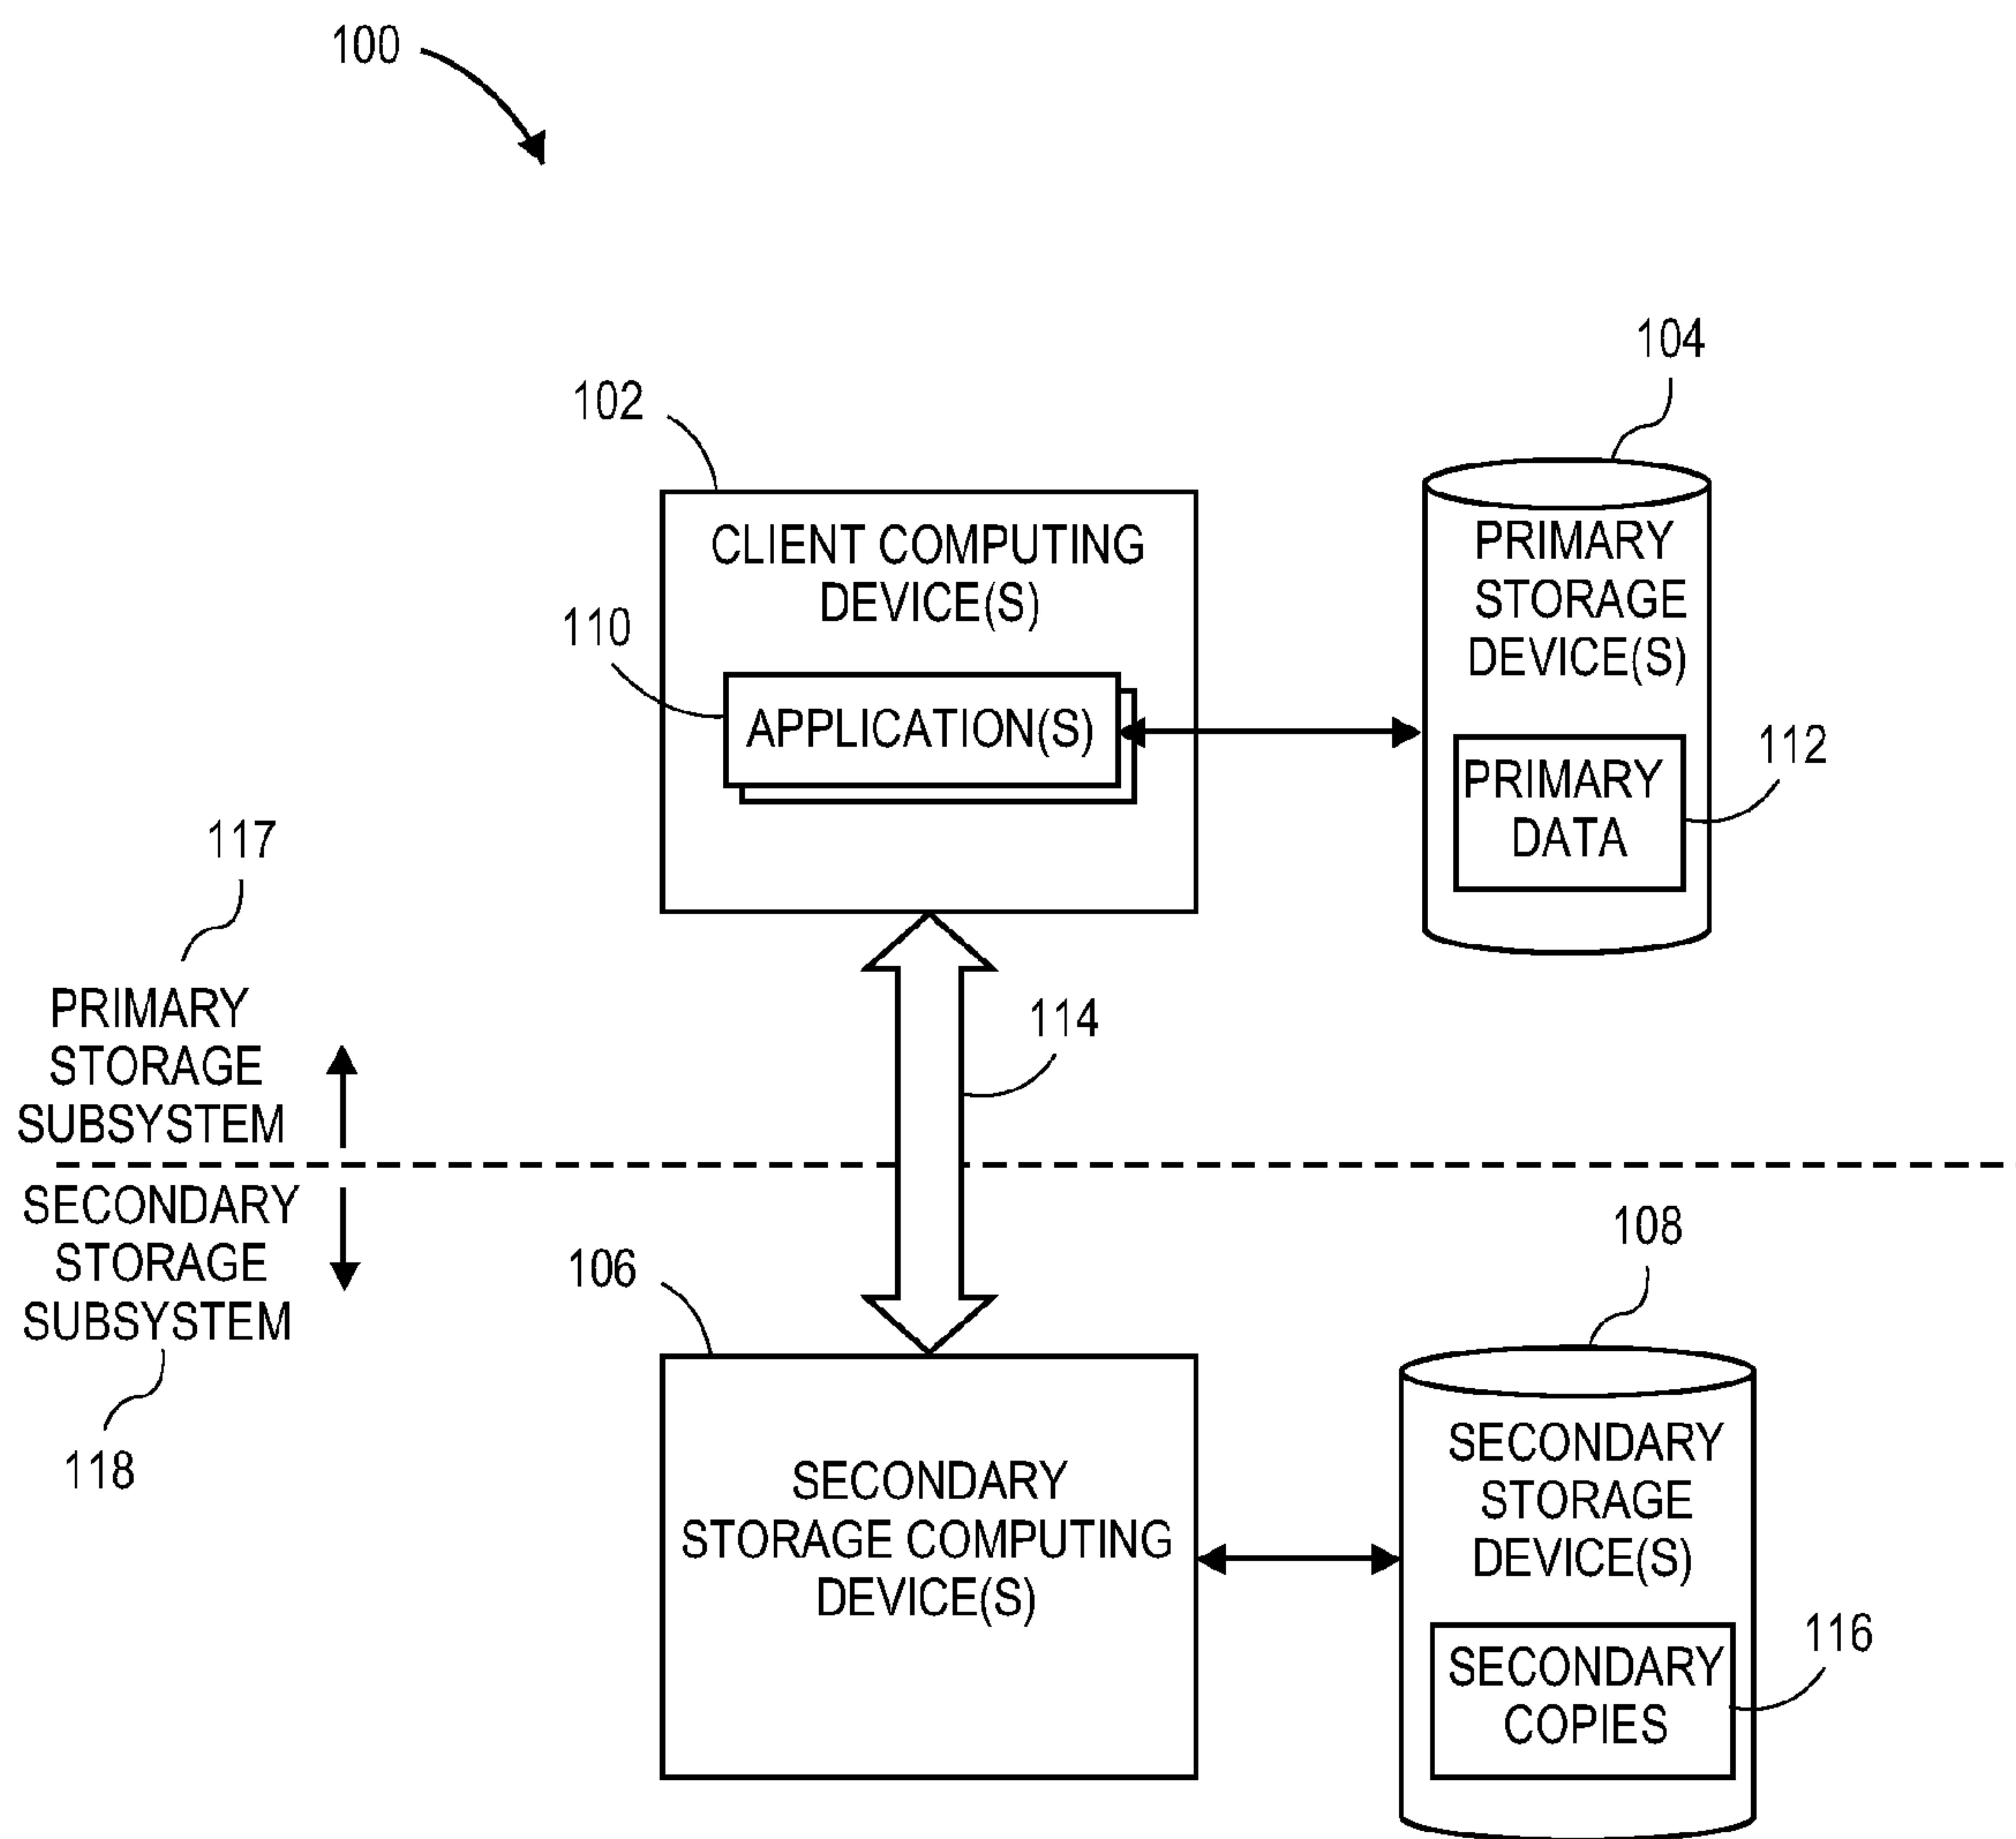 100
104
102
CLIENT COMPUTING
DEVICE(S)
PRIMARY
STORAGE
DEVICE(S)
110
APPLICATION(S)
112
PRIMARY
DATA
117
PRIMARY
STORAGE
SUBSYSTEM
114
SECONDARY
STORAGE
SUBSYSTEM
118
106
108
SECONDARY
STORAGE COMPUTING
DEVICE(S)
SECONDARY
STORAGE
DEVICE(S)
116
SECONDARY
COPIES